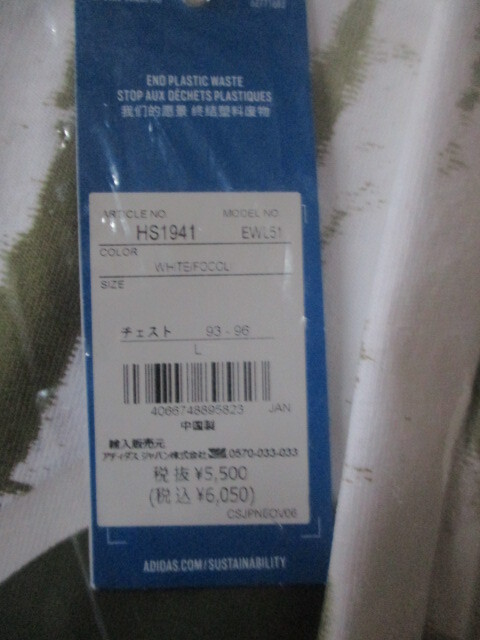 END PLASTIC WASTE
STOP AUX DÉCHETS PLASTIQUES
我们的愿景 终结塑料废物
ARTICLE NO. MODEL NO.
HS1941 EWL51
COLOR
WHITE/FOCOLI
SIZE
チェスト 93-96
L
4066748895823 JAN
中国製
輸入販売元
アディダス ジャパン株式会社 0570-033-033
税抜 ¥5,500
(税込 ¥6,050)
CSJPNEOV06
ADIDAS.COM/SUSTAINABILITY